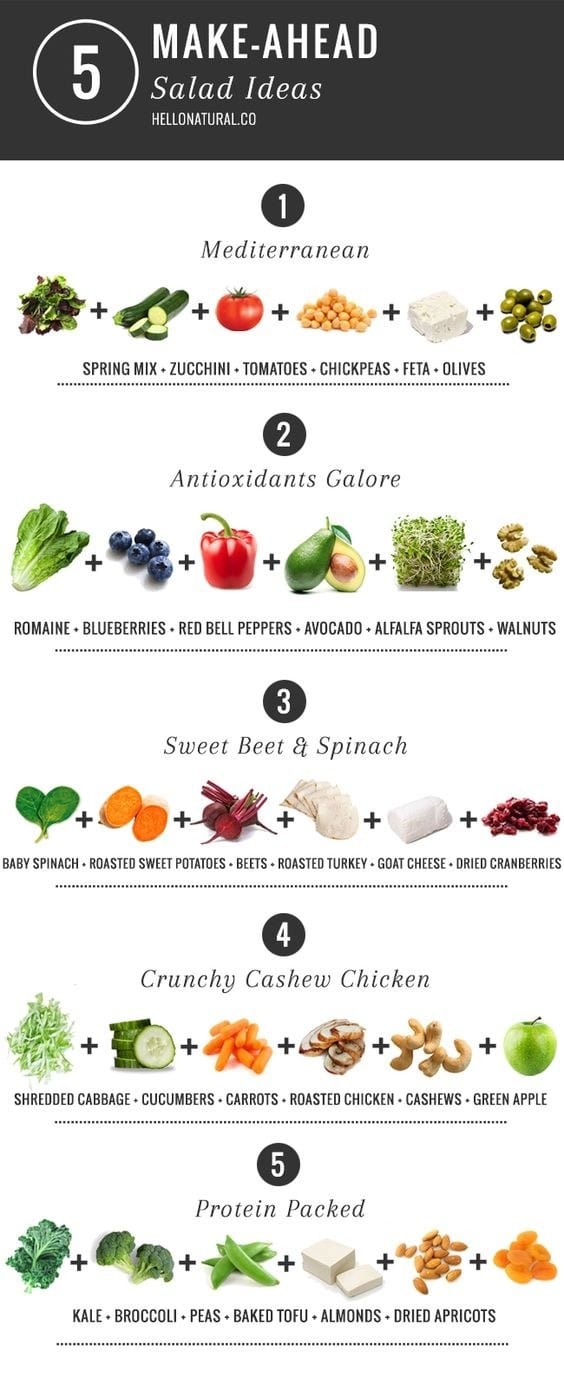 5
MAKE-AHEAD
Salad Ideas
HELLONATURAL.CO
1
Mediterranean
+ + + + +
SPRING MIX + ZUCCHINI + TOMATOES + CHICKPEAS + FETA + OLIVES
2
Antioxidants Galore
+ + + + +
ROMAINE + BLUEBERRIES + RED BELL PEPPERS + AVOCADO + ALFALFA SPROUTS + WALNUTS
3
Sweet Beet & Spinach
+ + + + +
BABY SPINACH + ROASTED SWEET POTATOES + BEETS + ROASTED TURKEY + GOAT CHEESE + DRIED CRANBERRIES
4
Crunchy Cashew Chicken
+ + + + +
SHREDDED CABBAGE + CUCUMBERS + CARROTS + ROASTED CHICKEN + CASHEWS + GREEN APPLE
5
Protein Packed
+ + + + +
KALE + BROCCOLI + PEAS + BAKED TOFU + ALMONDS + DRIED APRICOTS